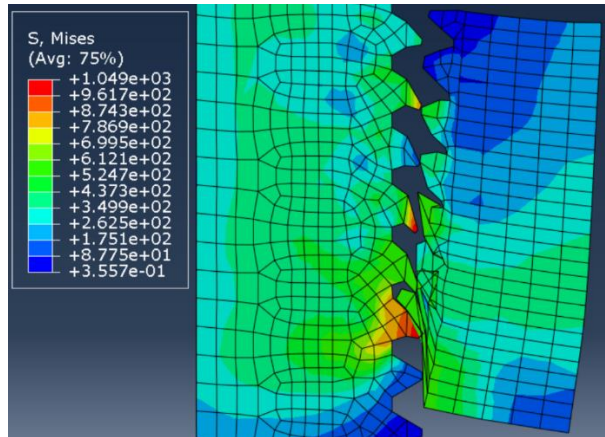 S, Mises
(Avg: 75%)
+1.049e+03
+9.617e+02
+8.743e+02
+7.869e+02
+6.995e+02
+6.121e+02
+5.247e+02
+4.373e+02
+3.499e+02
+2.625e+02
+1.751e+02
+8.775e+01
+3.557e-01